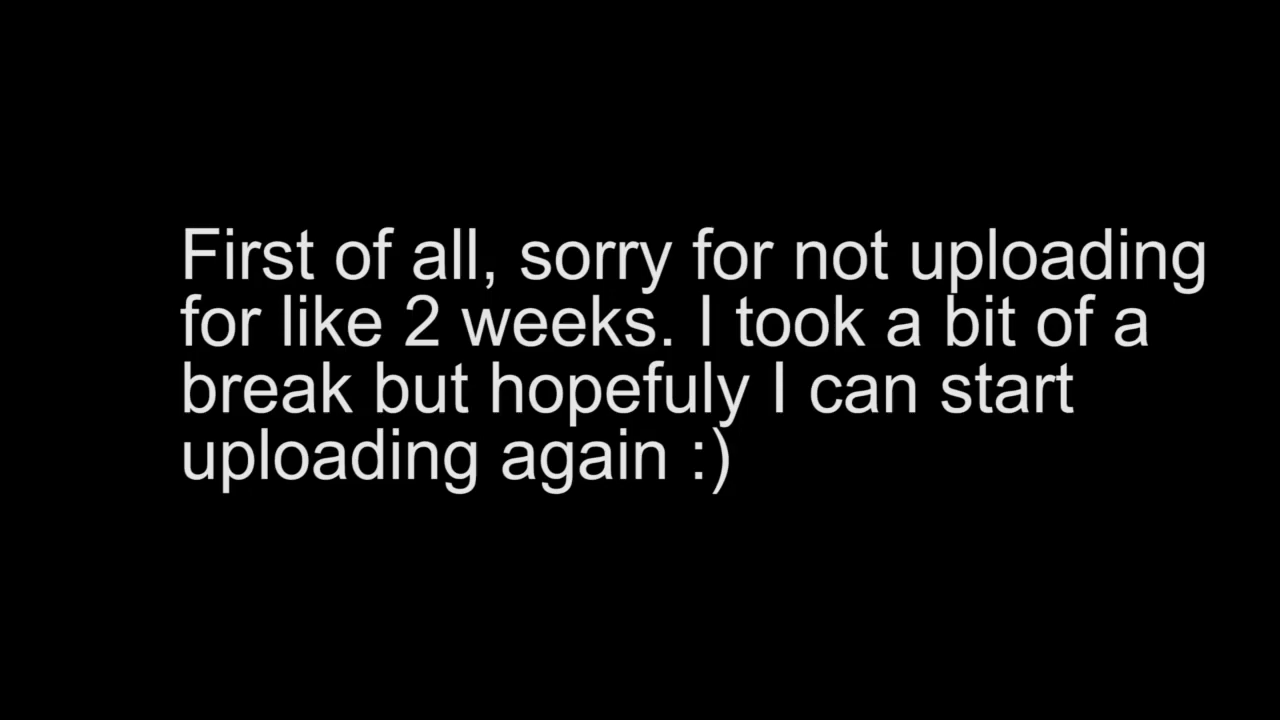 First of all, sorry for not uploading
for like 2 weeks. I took a bit of a
break but hopefuly I can start
uploading again :)